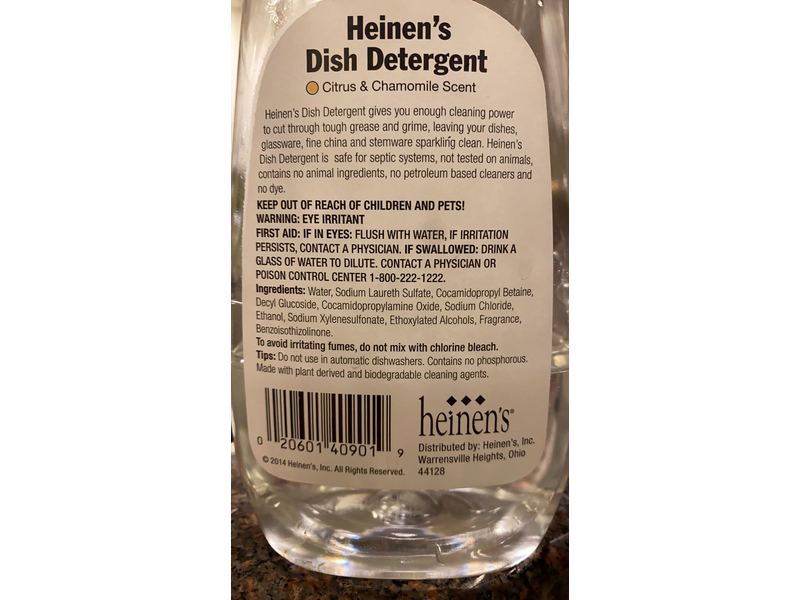 Heinen's
Dish Detergent
Citrus & Chamomile Scent
Heinen's Dish Detergent gives you enough cleaning power
to cut through tough grease and grime, leaving your dishes,
glassware, fine china and stemware sparkling clean. Heinen's
Dish Detergent is safe for septic systems, not tested on animals,
contains no animal ingredients, no petroleum based cleaners and
no dye.
KEEP OUT OF REACH OF CHILDREN AND PETS!
WARNING: EYE IRRITANT
FIRST AID: IF IN EYES: FLUSH WITH WATER, IF IRRITATION
PERSISTS, CONTACT A PHYSICIAN. IF SWALLOWED: DRINK A
GLASS OF WATER TO DILUTE. CONTACT A PHYSICIAN OR
POISON CONTROL CENTER 1-800-222-1222.
Ingredients: Water, Sodium Laureth Sulfate, Cocamidopropyl Betaine,
Decyl Glucoside, Cocamidopropylamine Oxide, Sodium Chloride,
Ethanol, Sodium Xylenesulfonate, Ethoxylated Alcohols, Fragrance,
Benzoisothizolinone.
To avoid irritating fumes, do not mix with chlorine bleach.
Tips: Do not use in automatic dishwashers. Contains no phosphorous.
Made with plant derived and biodegradable cleaning agents.
0 20601 40901 9
© 2014 Heinen's, Inc. All Rights Reserved.
heinen's®
Distributed by: Heinen's, Inc.
Warrensville Heights, Ohio
44128